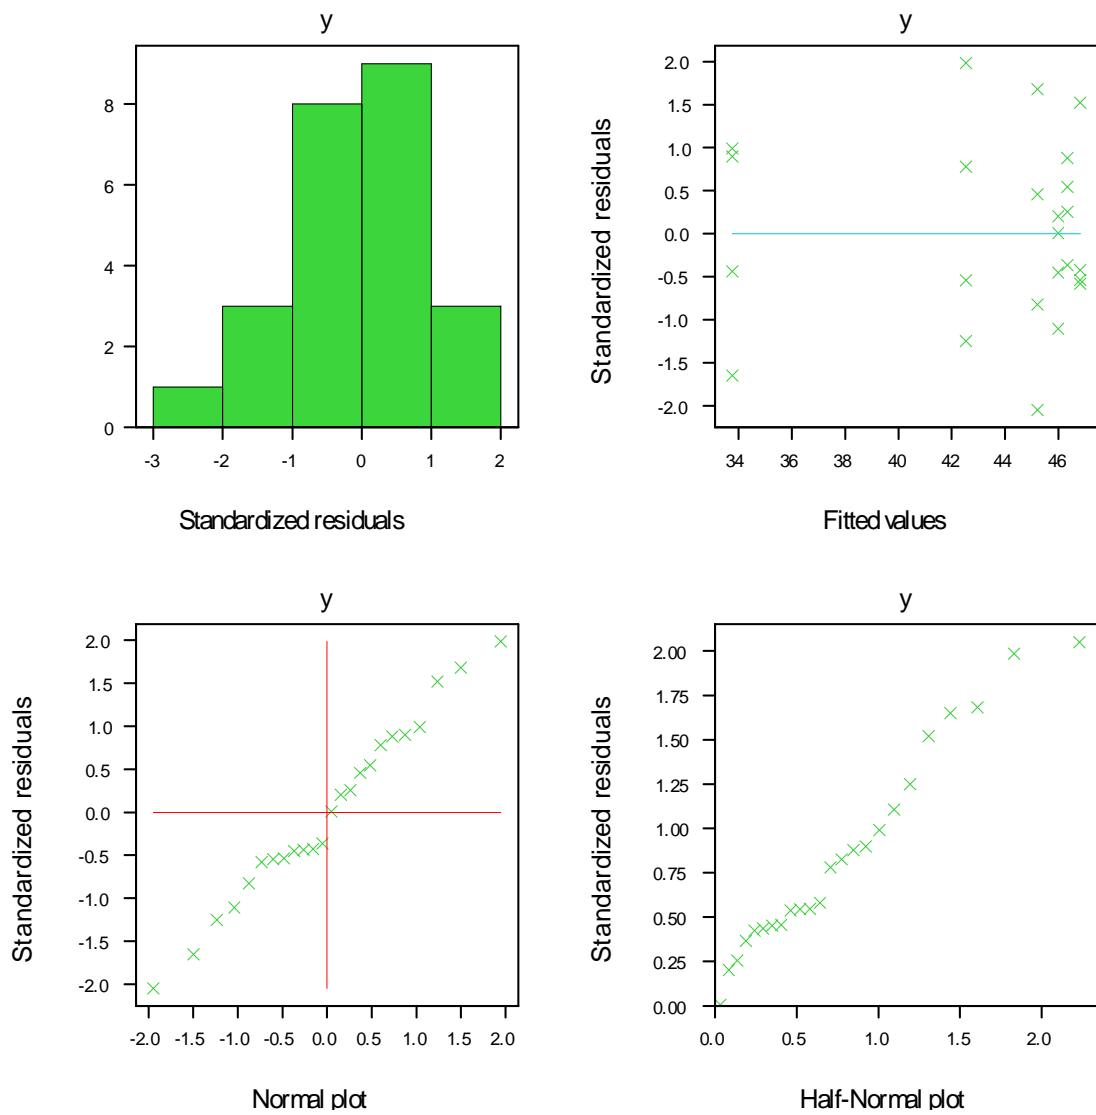 y
Standardized residuals
8
6
4
2
0
-3 -2 -1 0 1 2
y
Standardized residuals
2.0
1.5
1.0
0.5
0.0
-0.5
-1.0
-1.5
-2.0
34 36 38 40 42 44 46
Fitted values
y
Standardized residuals
2.0
1.5
1.0
0.5
0.0
-0.5
-1.0
-1.5
-2.0
-2.0 -1.5 -1.0 -0.5 0.0 0.5 1.0 1.5 2.0
Normal plot
y
Standardized residuals
2.00
1.75
1.50
1.25
1.00
0.75
0.50
0.25
0.00
0.0 0.5 1.0 1.5 2.0
Half-Normal plot